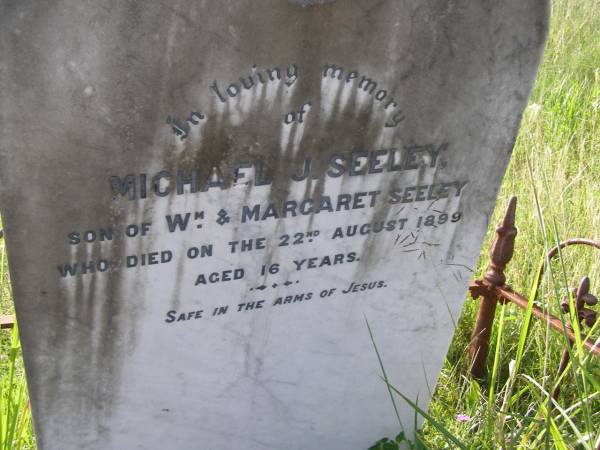 In loving memory
of
MICHAEL J. SEELEY,
SON OF WM. & MARGARET SEELEY
WHO DIED ON THE 22ND. AUGUST 1899
AGED 16 YEARS.
SAFE IN THE ARMS OF JESUS.